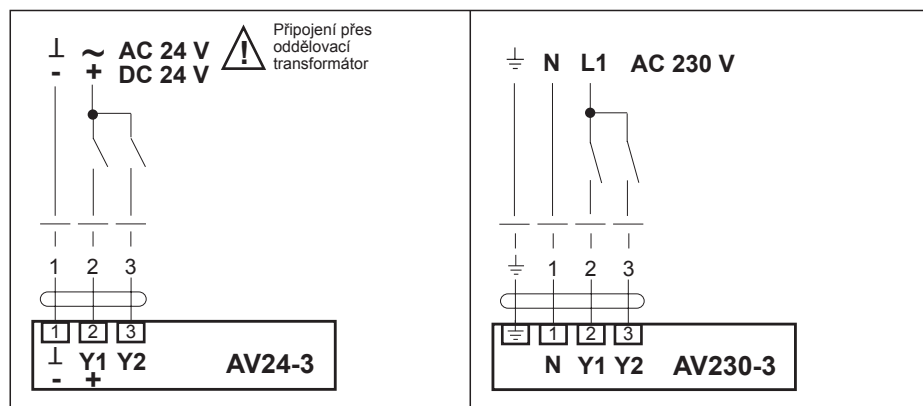 ⊥ ~ AC 24 V
- + DC 24 V
!
Připojení přes
oddělovací
transformátor
1 2 3
1 2 3
⊥ Y1 Y2 AV24-3
- +
⏚ N L1 AC 230 V
⏚ 1 2 3
⏚ 1 2 3
N Y1 Y2 AV230-3